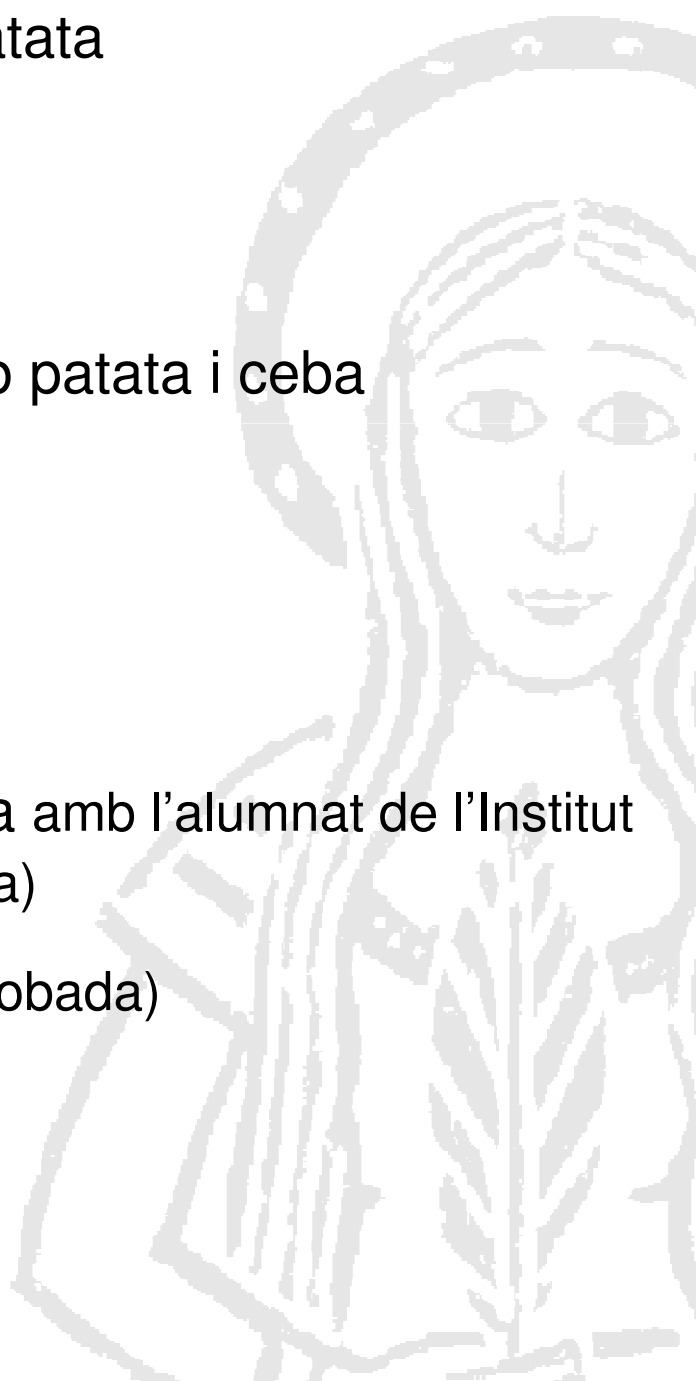 atata
patata i ceba
a amb l’alumnat de l’Institut
a)
obada)